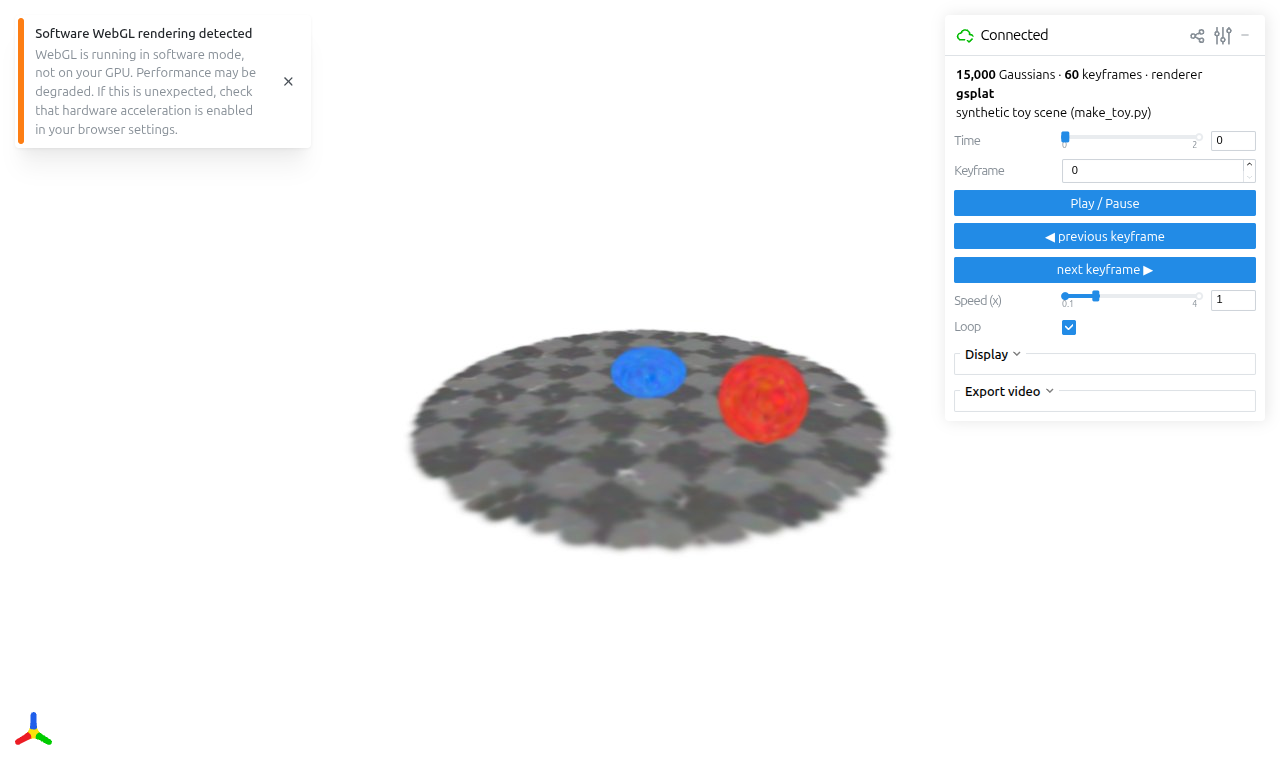 Software WebGL rendering detected
WebGL is running in software mode,
not on your GPU. Performance may be
degraded. If this is unexpected, check
that hardware acceleration is enabled
in your browser settings.
Connected
15,000 Gaussians · 60 keyframes · renderer
gsplat
synthetic toy scene (make_toy.py)
Time
0
2
0
Keyframe
0
Play / Pause
◀ previous keyframe
next keyframe ▶
Speed (x)
0.1
4
1
Loop
Display
Export video